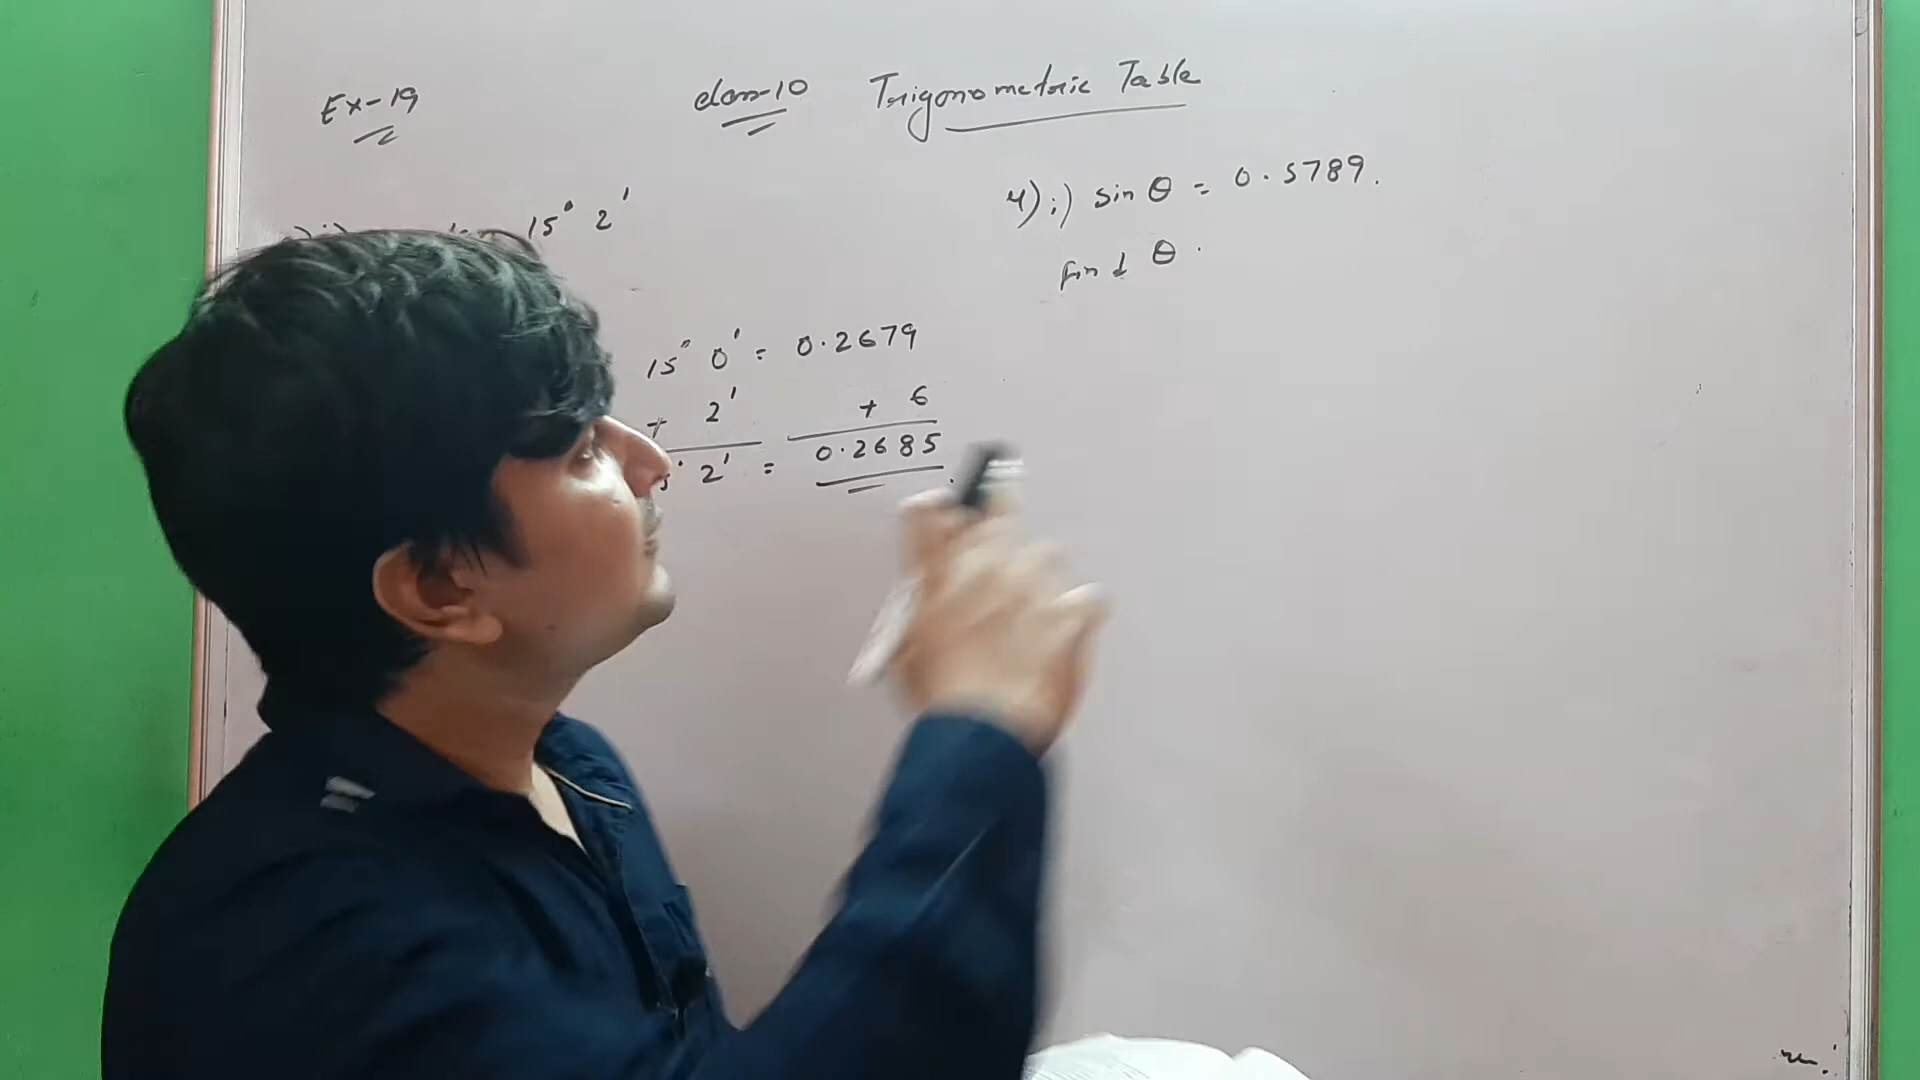 Ex-19
class-10 Trigonometric Table
15° 2'
15° 0' = 0.2679
+ 2' + 6
2' = 0.2685
4) i) sin θ = 0.5789.
find θ.